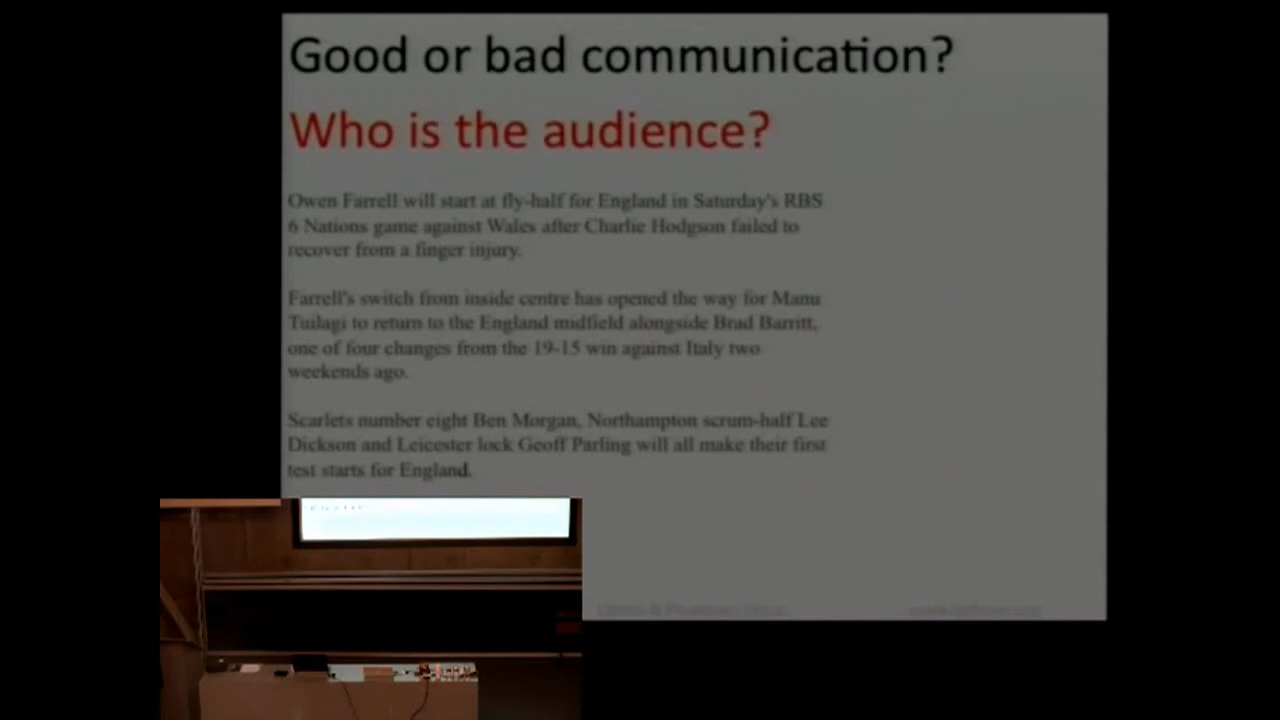 Good or bad communication?
Who is the audience?
Owen Farrell will start at fly-half for England in Saturday's RBS
6 Nations game against Wales after Charlie Hodgson failed to
recover from a finger injury.
Farrell's switch from inside centre has opened the way for Manu
Tuilagi to return to the England midfield alongside Brad Barritt,
one of four changes from the 19-15 win against Italy two
weekends ago.
Scarlets number eight Ben Morgan, Northampton scrum-half Lee
Dickson and Leicester lock Geoff Parling will all make their first
test starts for England.